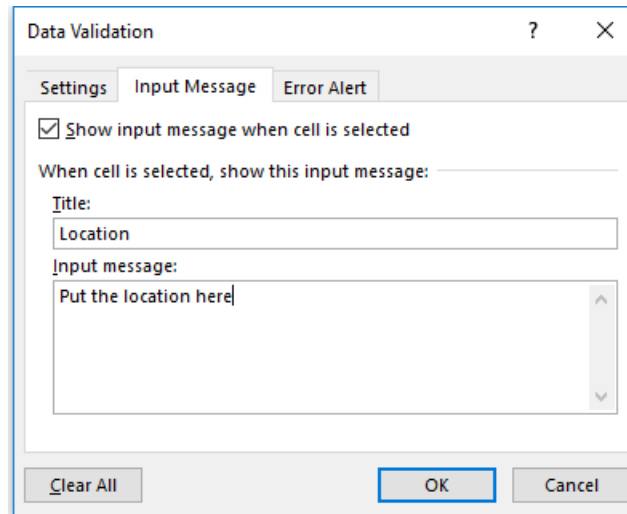 Data Validation ? ✕
Settings Input Message Error Alert
Show input message when cell is selected
When cell is selected, show this input message:
Title:
Location
Input message:
Put the location here
Clear All OK Cancel